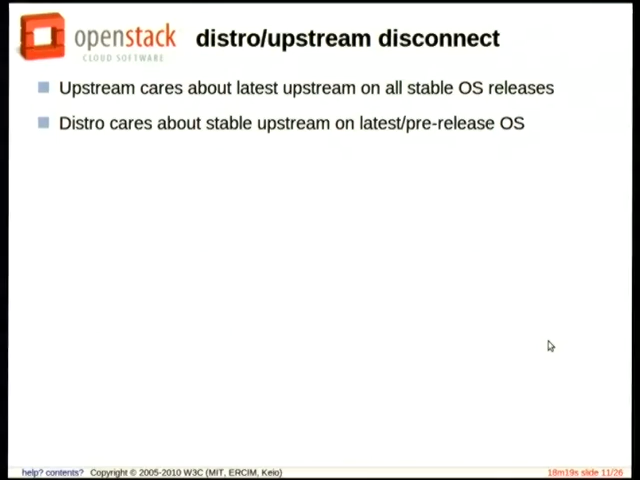 openstack
CLOUD SOFTWARE
distro/upstream disconnect
Upstream cares about latest upstream on all stable OS releases
Distro cares about stable upstream on latest/pre-release OS
help? contents? Copyright © 2005-2010 W3C (MIT, ERCIM, Keio)
18m19s slide 11/26